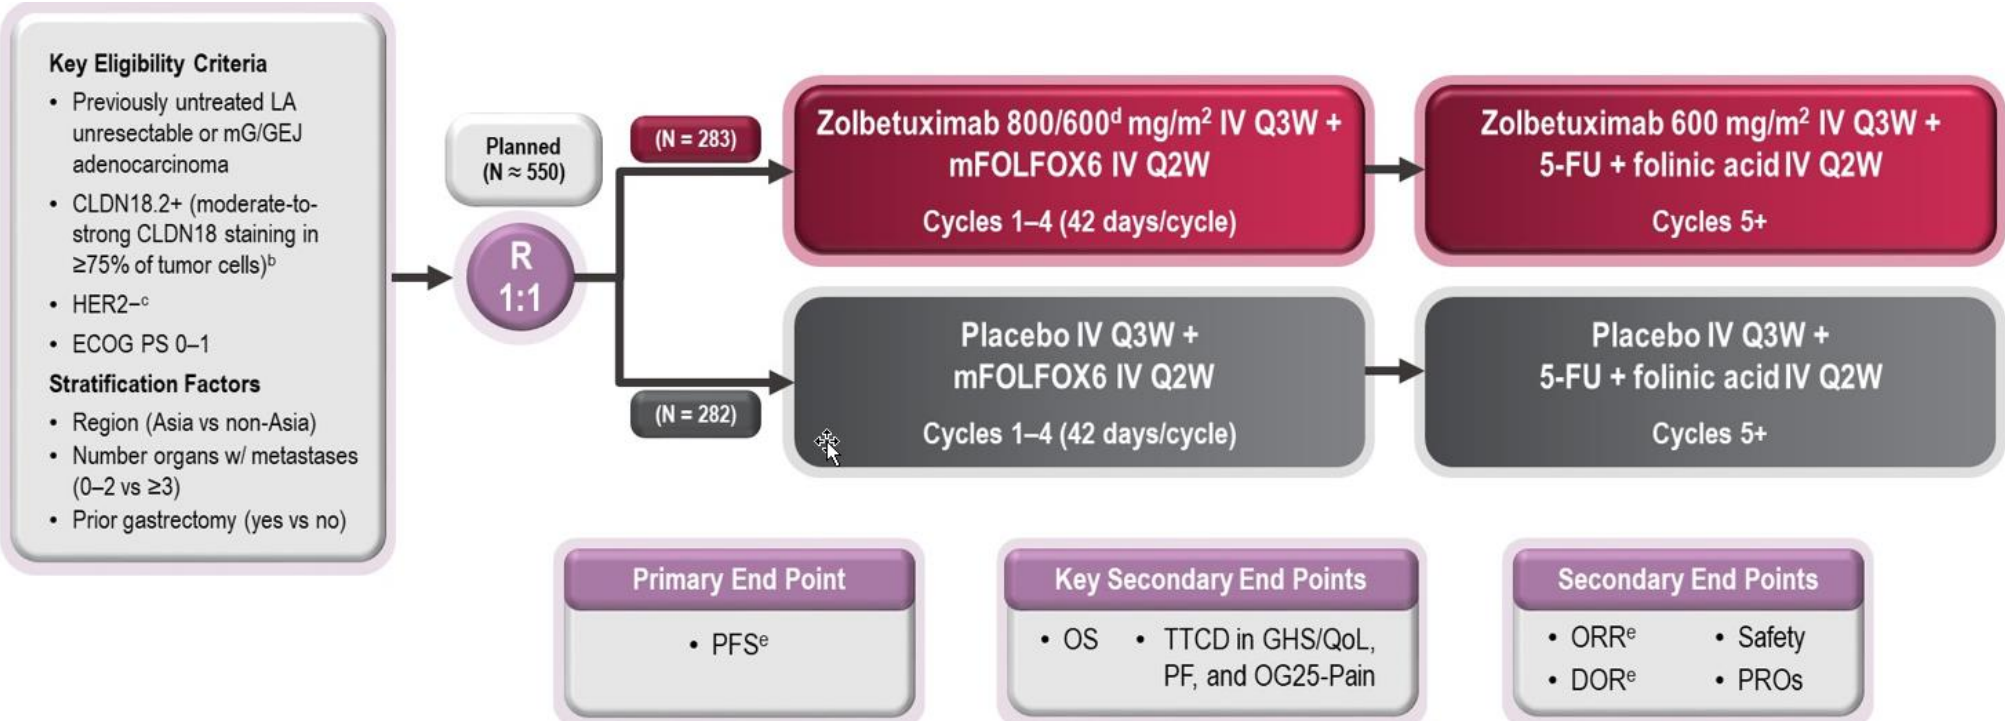 Key Eligibility Criteria
• Previously untreated LA
unresectable or mG/GEJ
adenocarcinoma
• CLDN18.2+ (moderate-to-
strong CLDN18 staining in
≥75% of tumor cells)ᵇ
• HER2–ᶜ
• ECOG PS 0–1
Stratification Factors
• Region (Asia vs non-Asia)
• Number organs w/ metastases
(0–2 vs ≥3)
• Prior gastrectomy (yes vs no)
Planned
(N ≈ 550)
R
1:1
(N = 283)
Zolbetuximab 800/600ᵈ mg/m² IV Q3W +
mFOLFOX6 IV Q2W
Cycles 1–4 (42 days/cycle)
Zolbetuximab 600 mg/m² IV Q3W +
5-FU + folinic acid IV Q2W
Cycles 5+
(N = 282)
Placebo IV Q3W +
mFOLFOX6 IV Q2W
Cycles 1–4 (42 days/cycle)
Placebo IV Q3W +
5-FU + folinic acid IV Q2W
Cycles 5+
Primary End Point
• PFSᵉ
Key Secondary End Points
• OS • TTCD in GHS/QoL,
PF, and OG25-Pain
Secondary End Points
• ORRᵉ • Safety
• DORᵉ • PROs